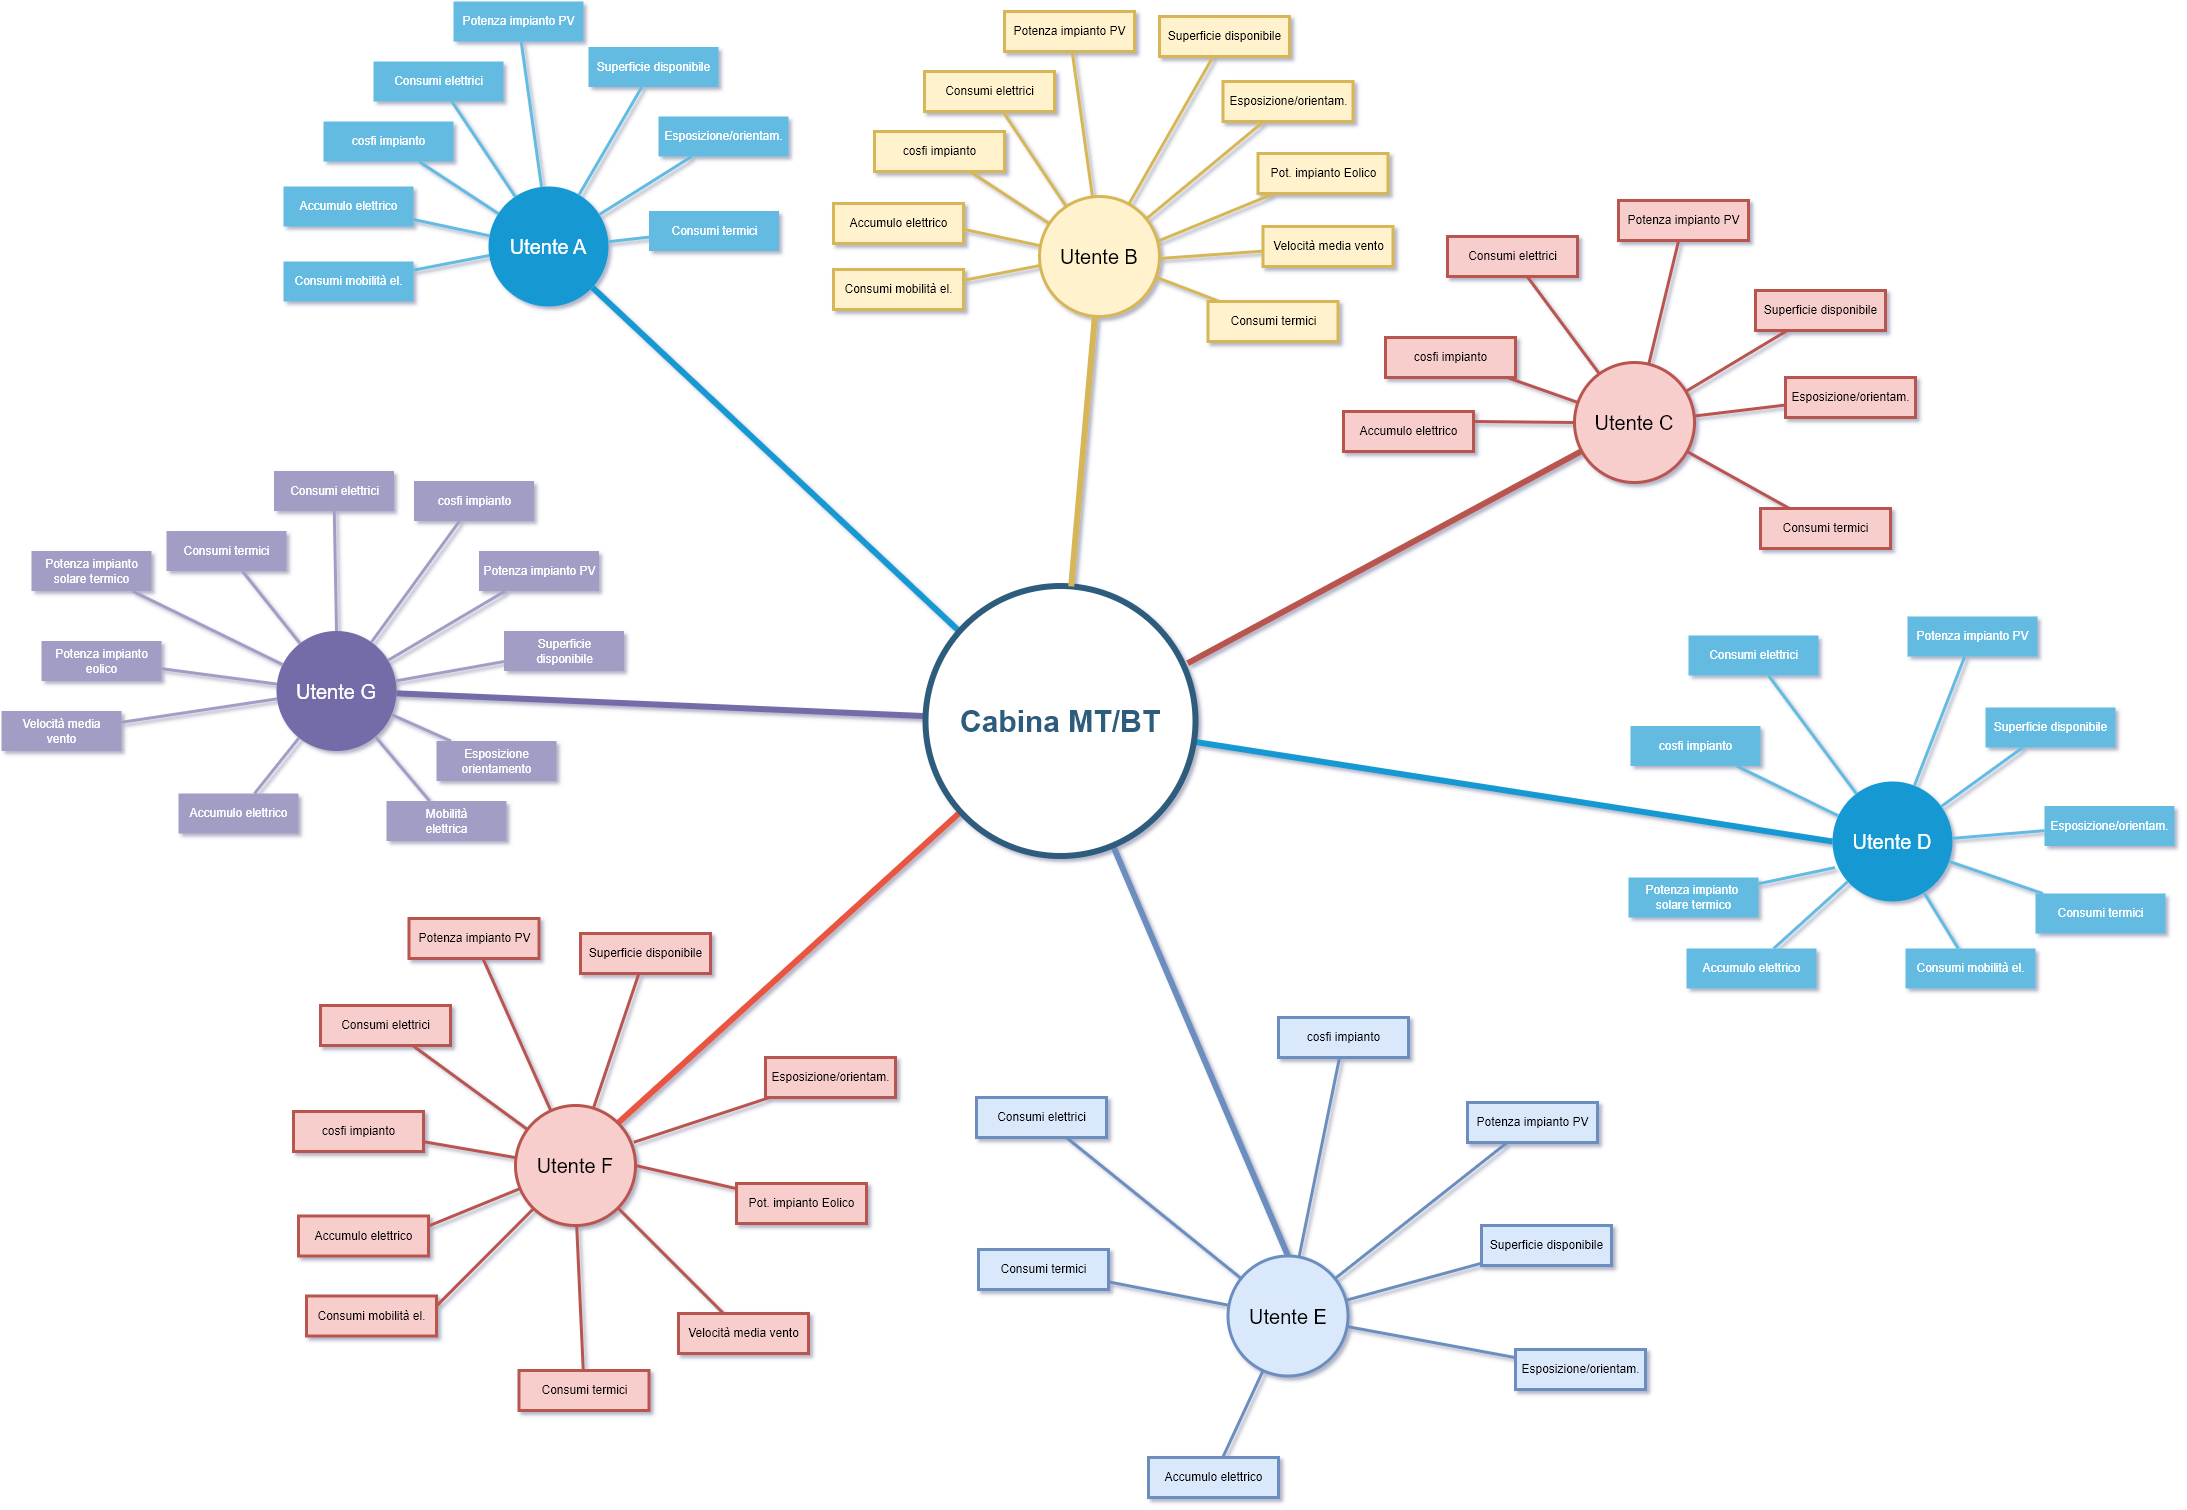 Potenza impianto PV
Superficie disponibile
Consumi elettrici
Esposizione/orientam.
cosfi impianto
Accumulo elettrico
Consumi termici
Utente A
Consumi mobilità el.
Potenza impianto PV
Superficie disponibile
Consumi elettrici
Esposizione/orientam.
cosfi impianto
Pot. impianto Eolico
Accumulo elettrico
Velocità media vento
Utente B
Consumi mobilità el.
Consumi termici
Potenza impianto PV
Consumi elettrici
Superficie disponibile
cosfi impianto
Esposizione/orientam.
Utente C
Accumulo elettrico
Consumi termici
Consumi elettrici
cosfi impianto
Consumi termici
Potenza impianto
solare termico
Potenza impianto PV
Superficie
disponibile
Potenza impianto
eolico
Utente G
Velocità media
vento
Esposizione
orientamento
Accumulo elettrico
Mobilità
elettrica
Cabina MT/BT
Potenza impianto PV
Consumi elettrici
Superficie disponibile
cosfi impianto
Esposizione/orientam.
Utente D
Potenza impianto
solare termico
Consumi termici
Accumulo elettrico
Consumi mobilità el.
Potenza impianto PV
Superficie disponibile
Consumi elettrici
Esposizione/orientam.
cosfi impianto
Utente F
Pot. impianto Eolico
Accumulo elettrico
Consumi mobilità el.
Velocità media vento
Consumi termici
cosfi impianto
Consumi elettrici
Potenza impianto PV
Superficie disponibile
Consumi termici
Utente E
Esposizione/orientam.
Accumulo elettrico